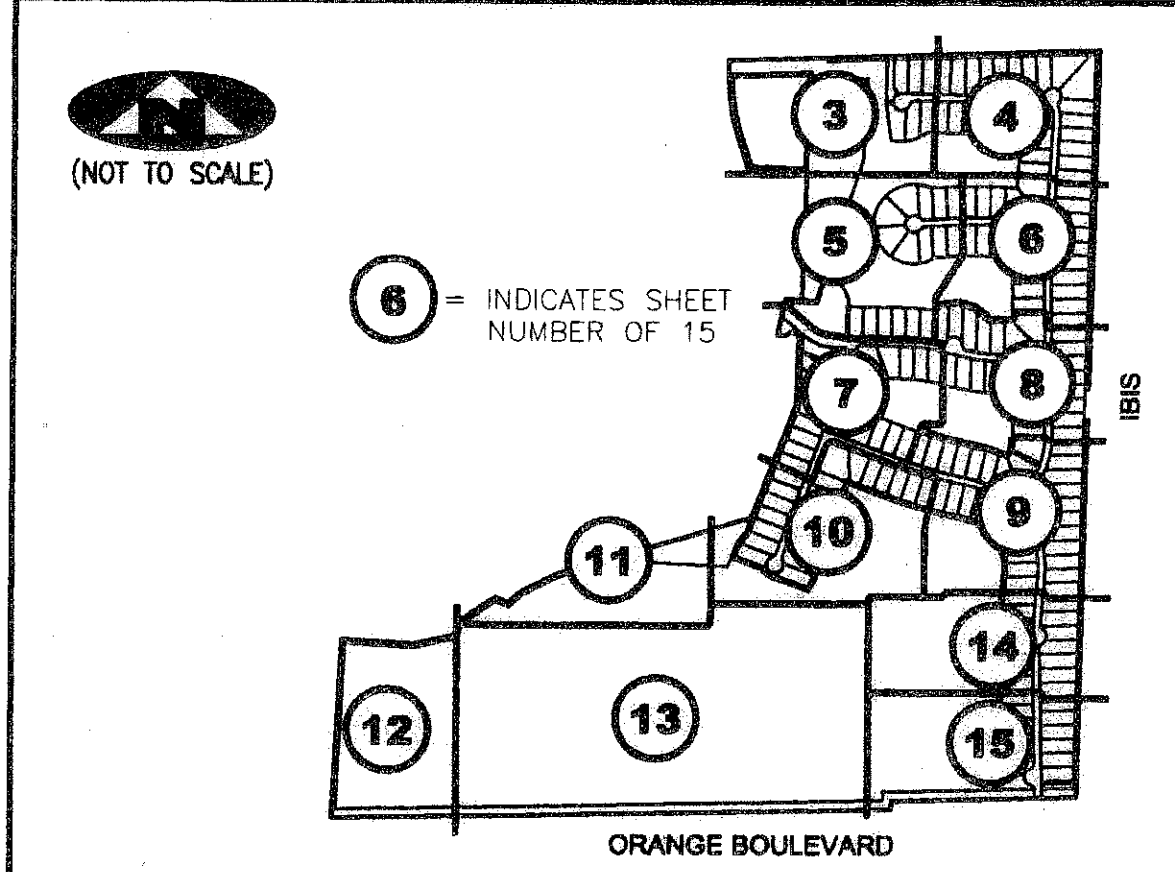 N
(NOT TO SCALE)
6 = INDICATES SHEET
NUMBER OF 15
3
4
5
6
7
8
IBIS
9
10
11
14
12
13
15
ORANGE BOULEVARD